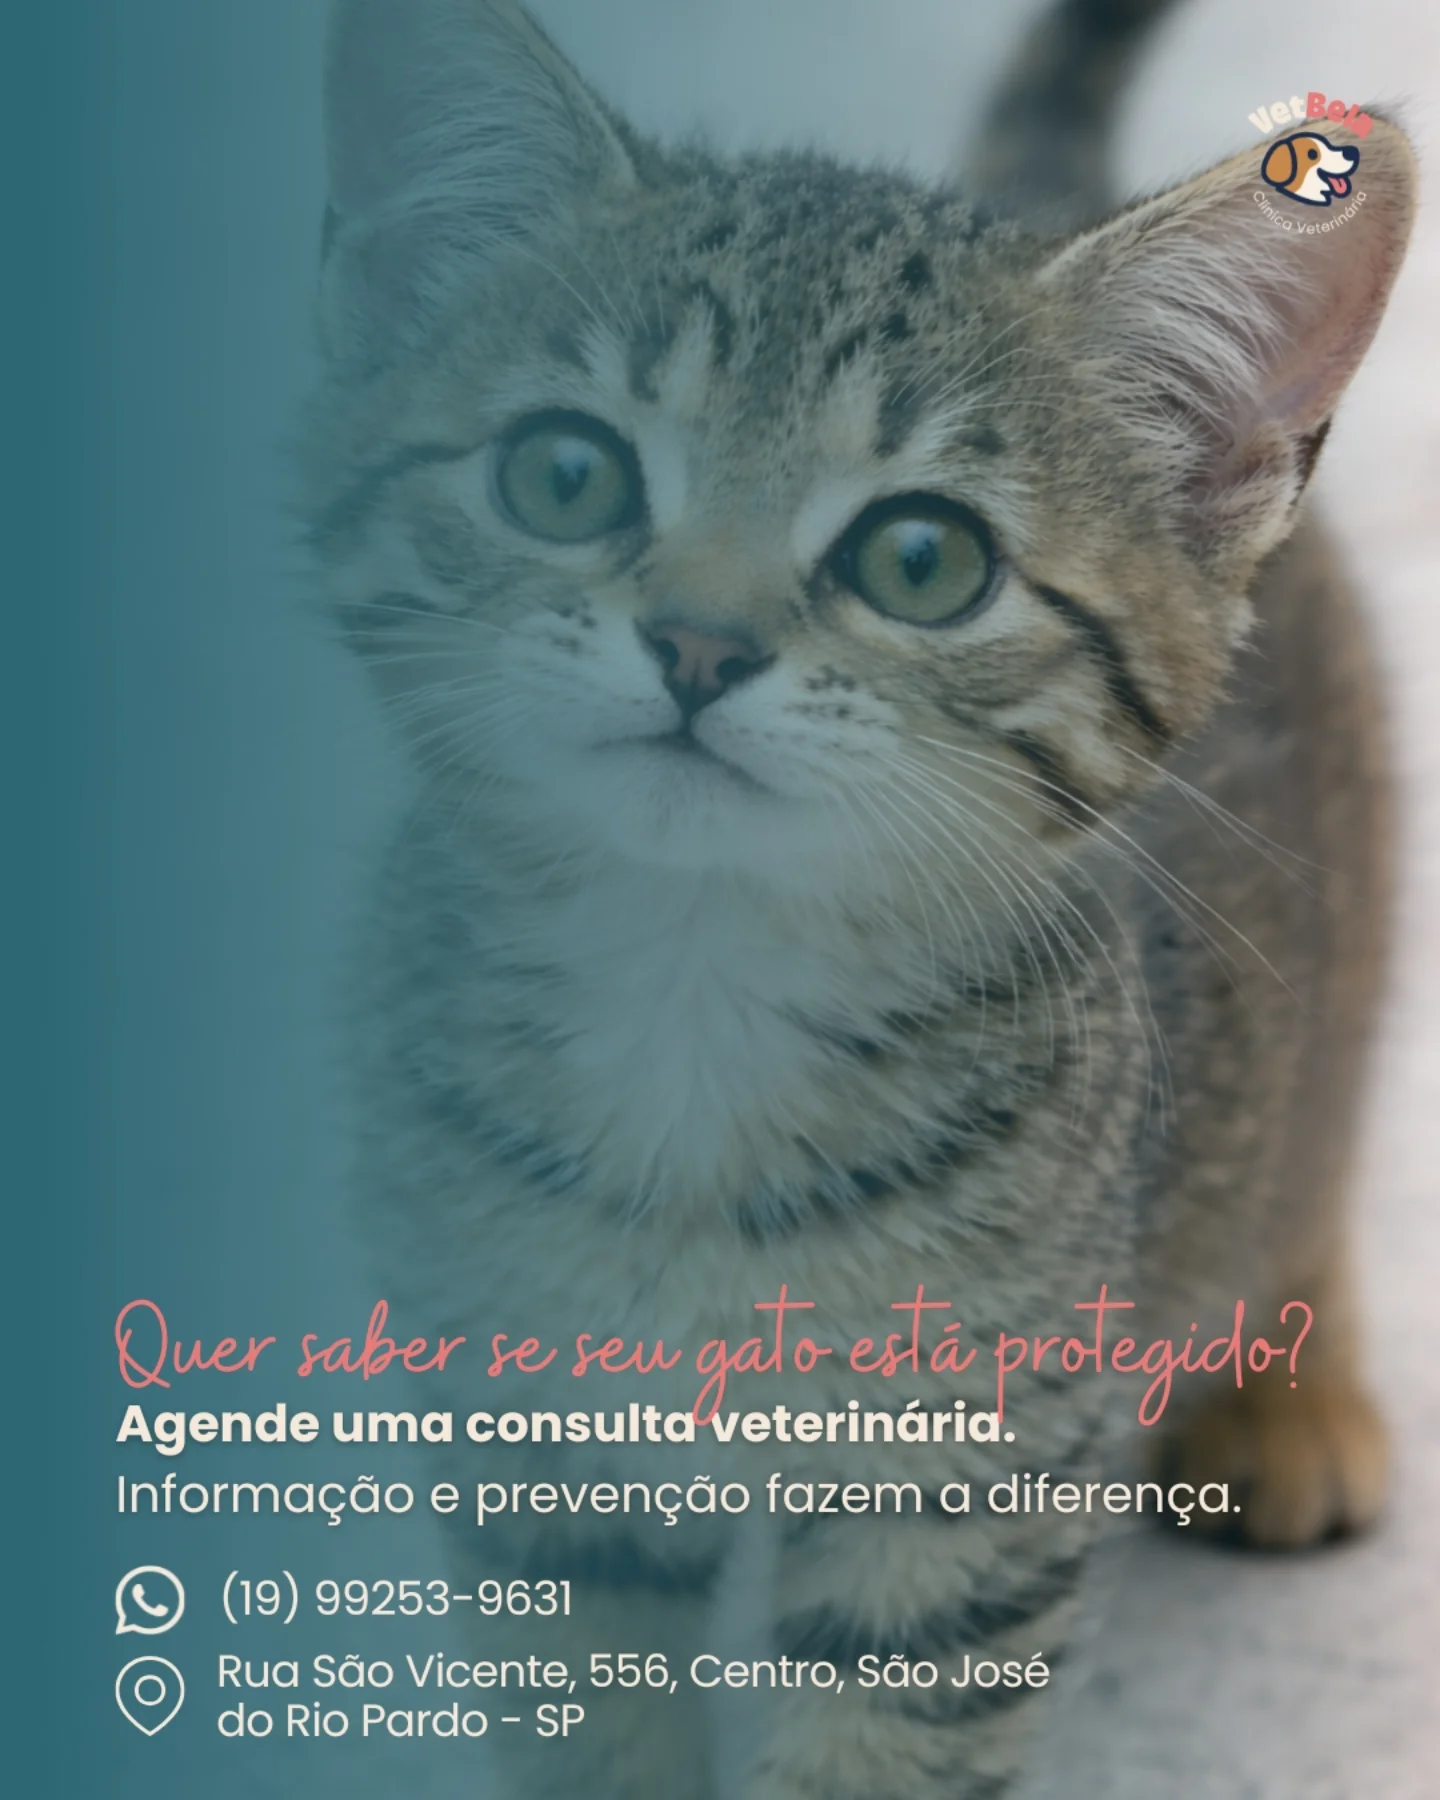 VetBela
Clínica Veterinária
Quer saber se seu gato está protegido?
Agende uma consulta veterinária.
Informação e prevenção fazem a diferença.
(19) 99253-9631
Rua São Vicente, 556, Centro, São José
do Rio Pardo - SP